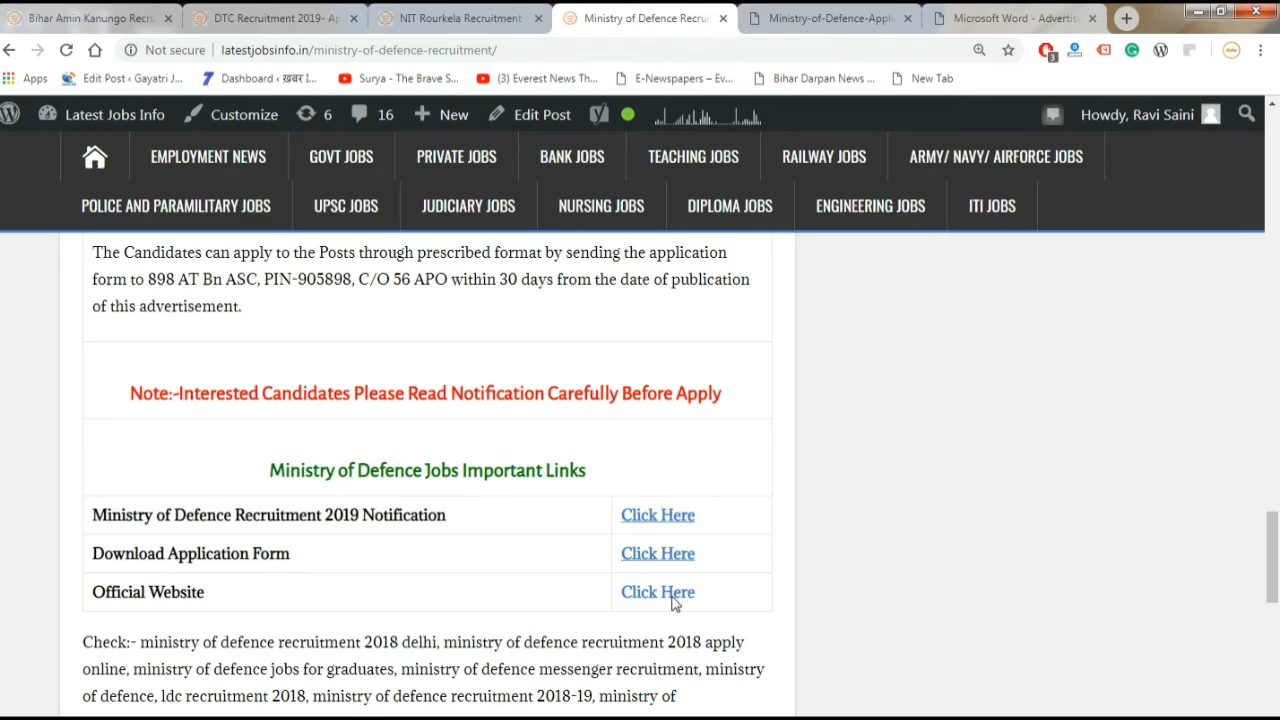 Bihar Amin Kanungo Recru
DTC Recruitment 2019- Ap
NIT Rourkela Recruitment
Ministry of Defence Recru
Ministry-of-Defence-Appli
Microsoft Word - Advertise
Not secure
latestjobsinfo.in/ministry-of-defence-recruitment/
3
Apps
Edit Post ‹ Gayatri J...
Dashboard ‹ ख़बर I...
Surya - The Brave S...
(3) Everest News Th...
E-Newspapers – Ev...
Bihar Darpan News ...
New Tab
Latest Jobs Info
Customize
6
16
New
Edit Post
Howdy, Ravi Saini
EMPLOYMENT NEWS
GOVT JOBS
PRIVATE JOBS
BANK JOBS
TEACHING JOBS
RAILWAY JOBS
ARMY/ NAVY/ AIRFORCE JOBS
POLICE AND PARAMILITARY JOBS
UPSC JOBS
JUDICIARY JOBS
NURSING JOBS
DIPLOMA JOBS
ENGINEERING JOBS
ITI JOBS
The Candidates can apply to the Posts through prescribed format by sending the application
form to 898 AT Bn ASC, PIN-905898, C/O 56 APO within 30 days from the date of publication
of this advertisement.
Note:-Interested Candidates Please Read Notification Carefully Before Apply
Ministry of Defence Jobs Important Links
Ministry of Defence Recruitment 2019 Notification
Click Here
Download Application Form
Click Here
Official Website
Click Here
Check:- ministry of defence recruitment 2018 delhi, ministry of defence recruitment 2018 apply
online, ministry of defence jobs for graduates, ministry of defence messenger recruitment, ministry
of defence, ldc recruitment 2018, ministry of defence recruitment 2018-19, ministry of